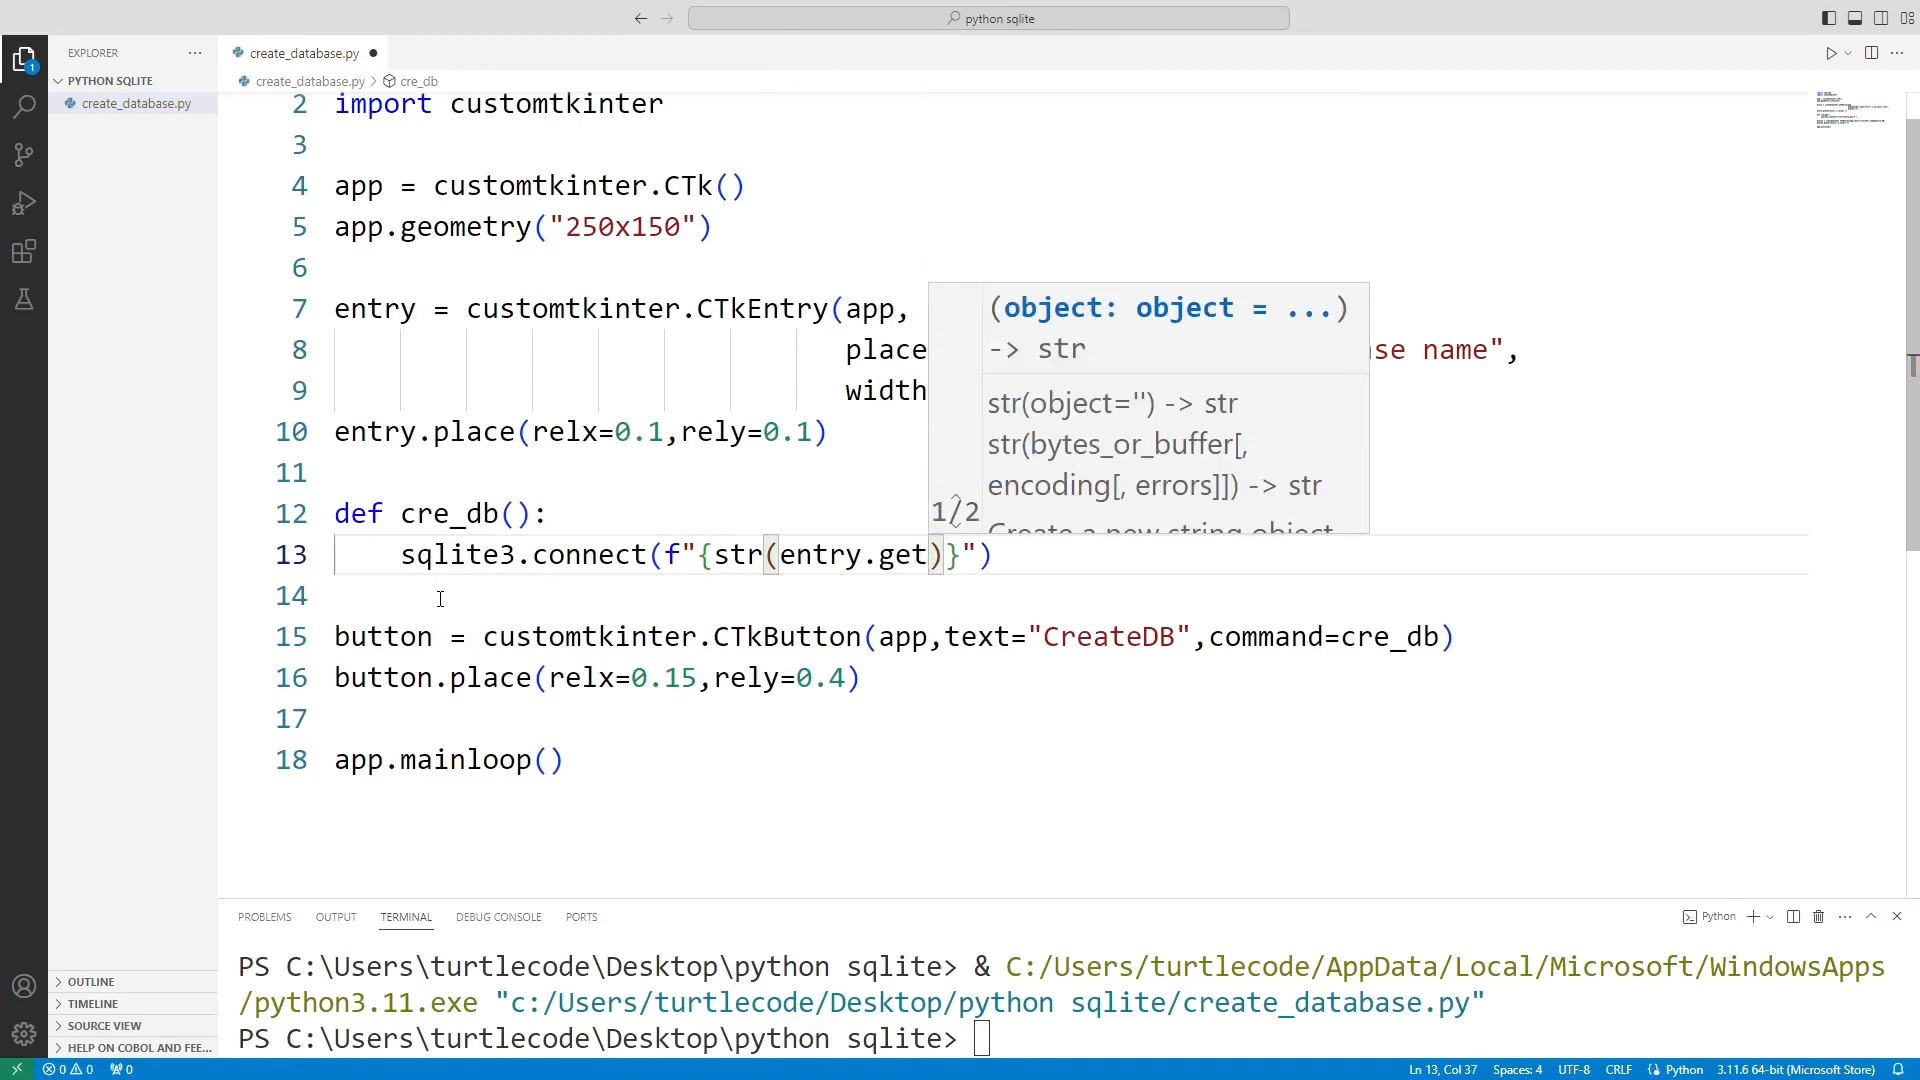 python sqlite
EXPLORER
PYTHON SQLITE
create_database.py
1
create_database.py
create_database.py > cre_db
2 import customtkinter
3
4 app = customtkinter.CTk()
5 app.geometry("250x150")
6
7 entry = customtkinter.CTkEntry(app,
8 place se name",
9 width
10 entry.place(relx=0.1,rely=0.1)
11
12 def cre_db():
13 sqlite3.connect(f"{str(entry.get)}")
14
15 button = customtkinter.CTkButton(app,text="CreateDB",command=cre_db)
16 button.place(relx=0.15,rely=0.4)
17
18 app.mainloop()
(object: object = ...)
-> str
str(object='') -> str
str(bytes_or_buffer[,
encoding[, errors]]) -> str
1/2
Create a new string object
PROBLEMS OUTPUT TERMINAL DEBUG CONSOLE PORTS
Python
PS C:\Users\turtlecode\Desktop\python sqlite> & C:/Users/turtlecode/AppData/Local/Microsoft/WindowsApps
/python3.11.exe "c:/Users/turtlecode/Desktop/python sqlite/create_database.py"
PS C:\Users\turtlecode\Desktop\python sqlite>
OUTLINE
TIMELINE
SOURCE VIEW
HELP ON COBOL AND FEE...
0 0 0
Ln 13, Col 37 Spaces: 4 UTF-8 CRLF Python 3.11.6 64-bit (Microsoft Store)